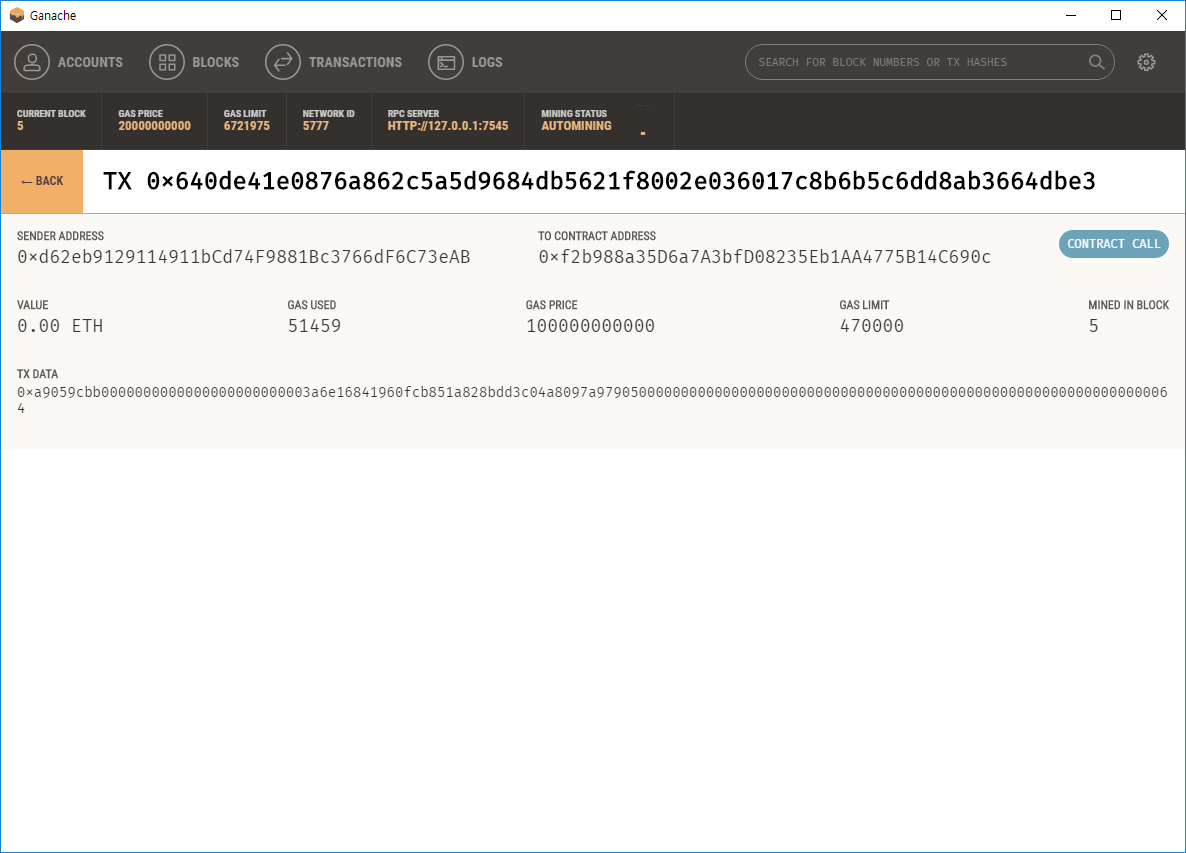 Ganache
ACCOUNTS BLOCKS TRANSACTIONS LOGS SEARCH FOR BLOCK NUMBERS OR TX HASHES
CURRENT BLOCK GAS PRICE GAS LIMIT NETWORK ID RPC SERVER MINING STATUS
5 20000000000 6721975 5777 HTTP://127.0.0.1:7545 AUTOMINING
← BACK TX 0×640de41e0876a862c5a5d9684db5621f8002e036017c8b6b5c6dd8ab3664dbe3
SENDER ADDRESS TO CONTRACT ADDRESS
0×d62eb9129114911bCd74F9881Bc3766dF6C73eAB 0×f2b988a35D6a7A3bfD08235Eb1AA4775B14C690c CONTRACT CALL
VALUE GAS USED GAS PRICE GAS LIMIT MINED IN BLOCK
0.00 ETH 51459 100000000000 470000 5
TX DATA
0×a9059cbb0000000000000000000000003a6e16841960fcb851a828bdd3c04a8097a97905000000000000000000000000000000000000000000000000000000000000006
4